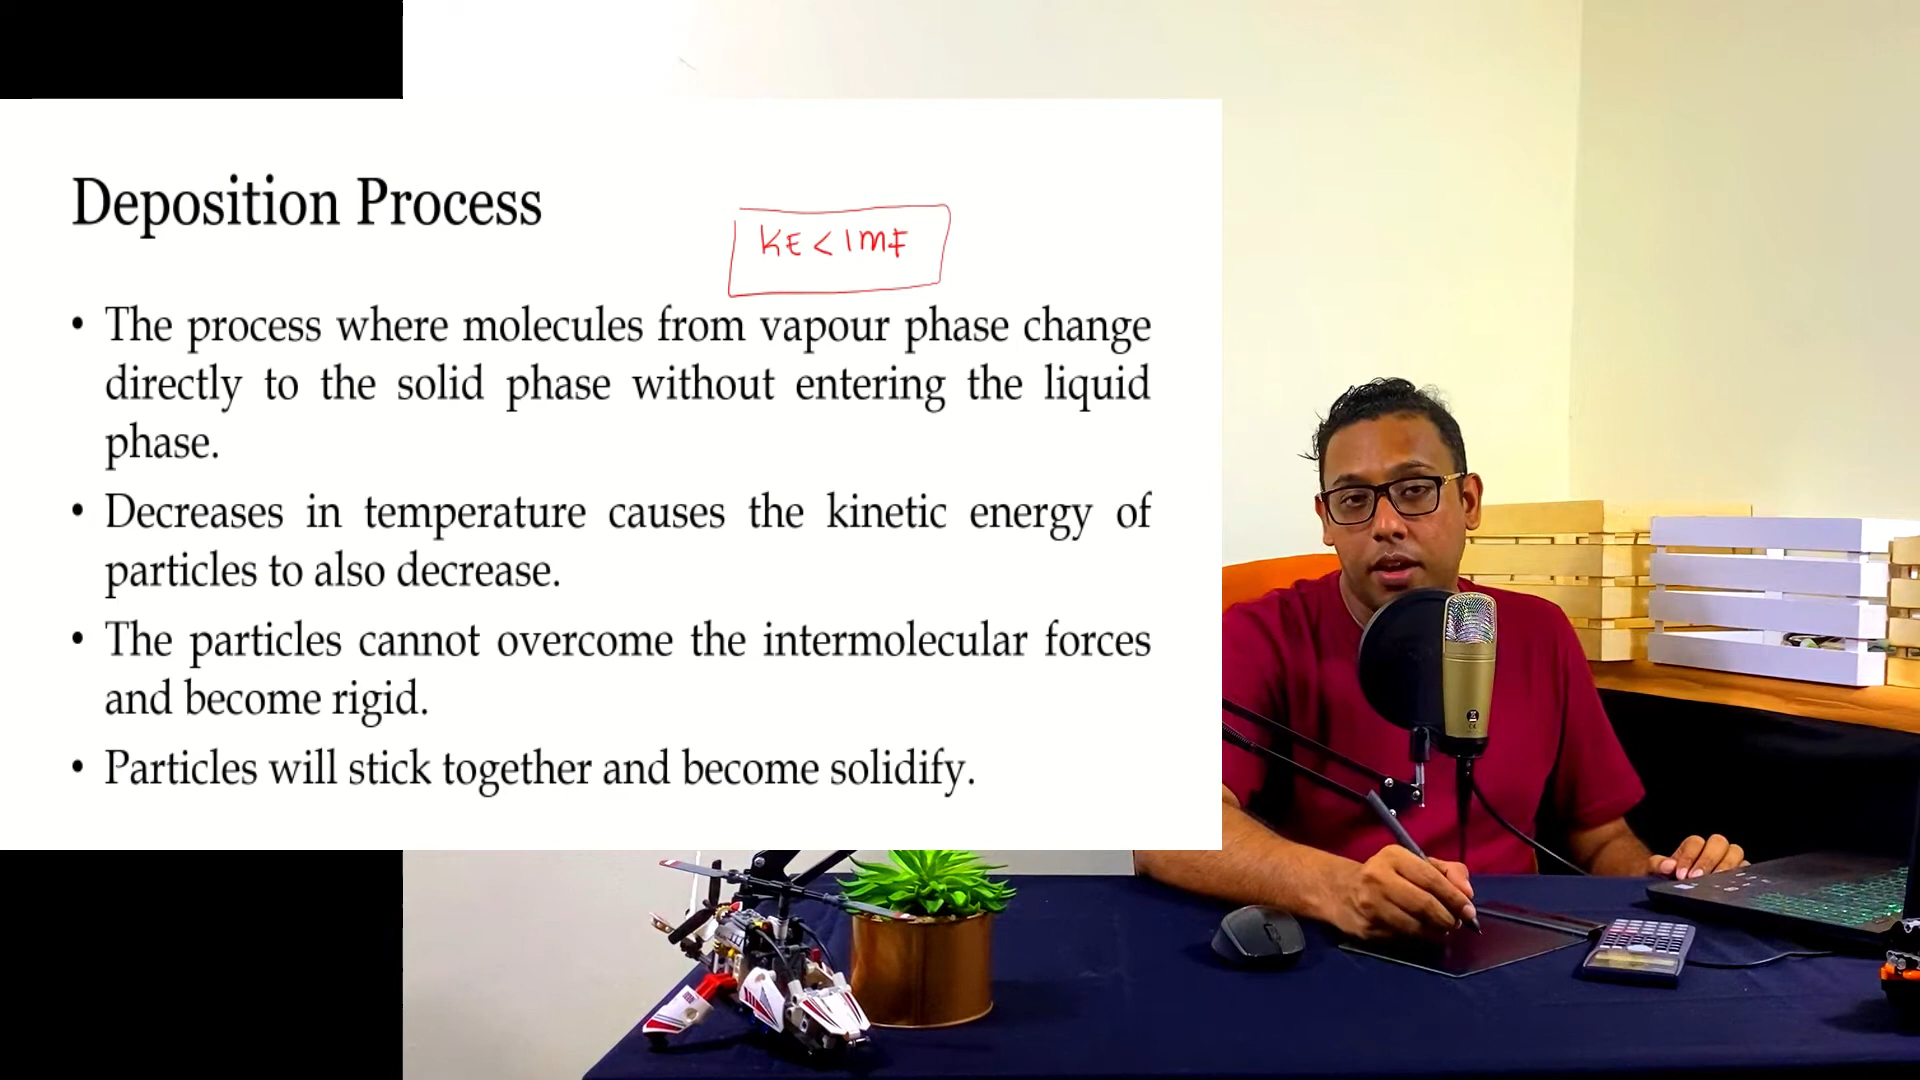 Deposition Process
KE < IMF
• The process where molecules from vapour phase change
directly to the solid phase without entering the liquid
phase.
• Decreases in temperature causes the kinetic energy of
particles to also decrease.
• The particles cannot overcome the intermolecular forces
and become rigid.
• Particles will stick together and become solidify.